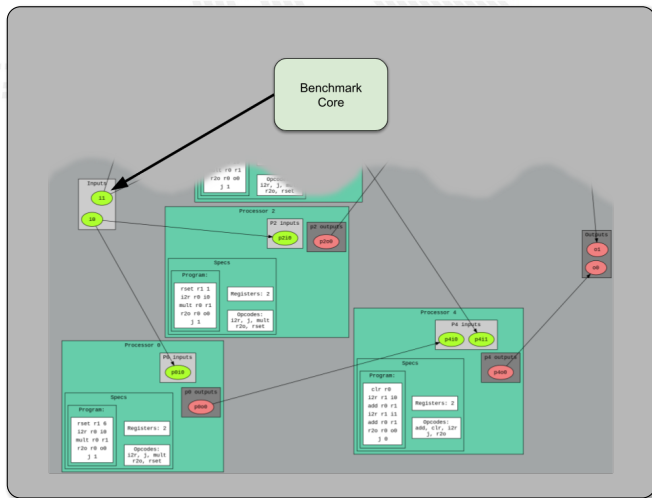 Benchmark
Core
Inputs
i1
i0
r0 r1
r2o r0 o0
j 1
r2o, rset
Processor 2
P2 inputs
p2i0
p2 outputs
p2o0
Specs
Program:
rset r1 1
i2r r0 i0
mult r0 r1
r2o r0 o0
j 1
Registers: 2
Opcodes:
i2r, j, mult
r2o, rset
Outputs
o1
o0
Processor 0
P0 inputs
p0i0
p0 outputs
p0o0
Specs
Program:
rset r1 6
i2r r0 i0
mult r0 r1
r2o r0 o0
j 1
Registers: 2
Opcodes:
i2r, j, mult
r2o, rset
Processor 4
P4 inputs
p4i0
p4i1
p4 outputs
p4o0
Specs
Program:
clr r0
i2r r1 i0
add r0 r1
i2r r1 i1
add r0 r1
r2o r0 o0
j 0
Registers: 2
Opcodes:
add, clr, i2r
j, r2o